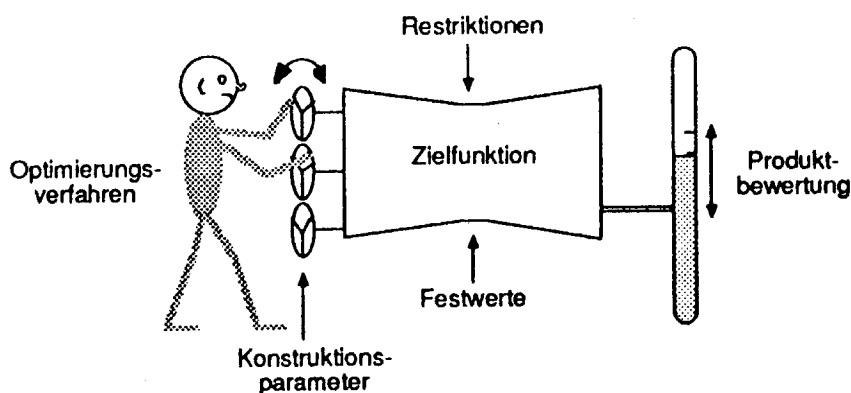 Restriktionen
Optimierungs-
verfahren
Zielfunktion
Produkt-
bewertung
Festwerte
Konstruktions-
parameter